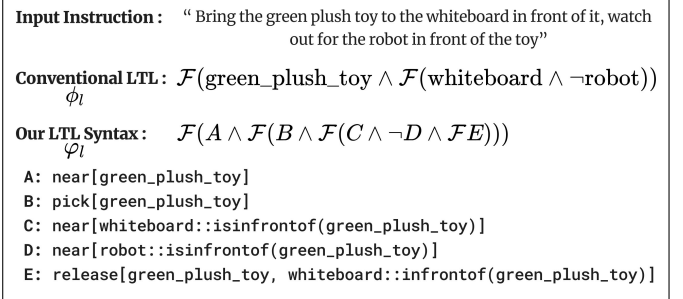 Input Instruction : “ Bring the green plush toy to the whiteboard in front of it, watch
out for the robot in front of the toy”
Conventional LTL : F(green_plush_toy ∧ F(whiteboard ∧ ¬robot))
ϕₗ
Our LTL Syntax : F(A ∧ F(B ∧ F(C ∧ ¬D ∧ FE)))
φₗ
A: near[green_plush_toy]
B: pick[green_plush_toy]
C: near[whiteboard::isinfrontof(green_plush_toy)]
D: near[robot::isinfrontof(green_plush_toy)]
E: release[green_plush_toy, whiteboard::infrontof(green_plush_toy)]